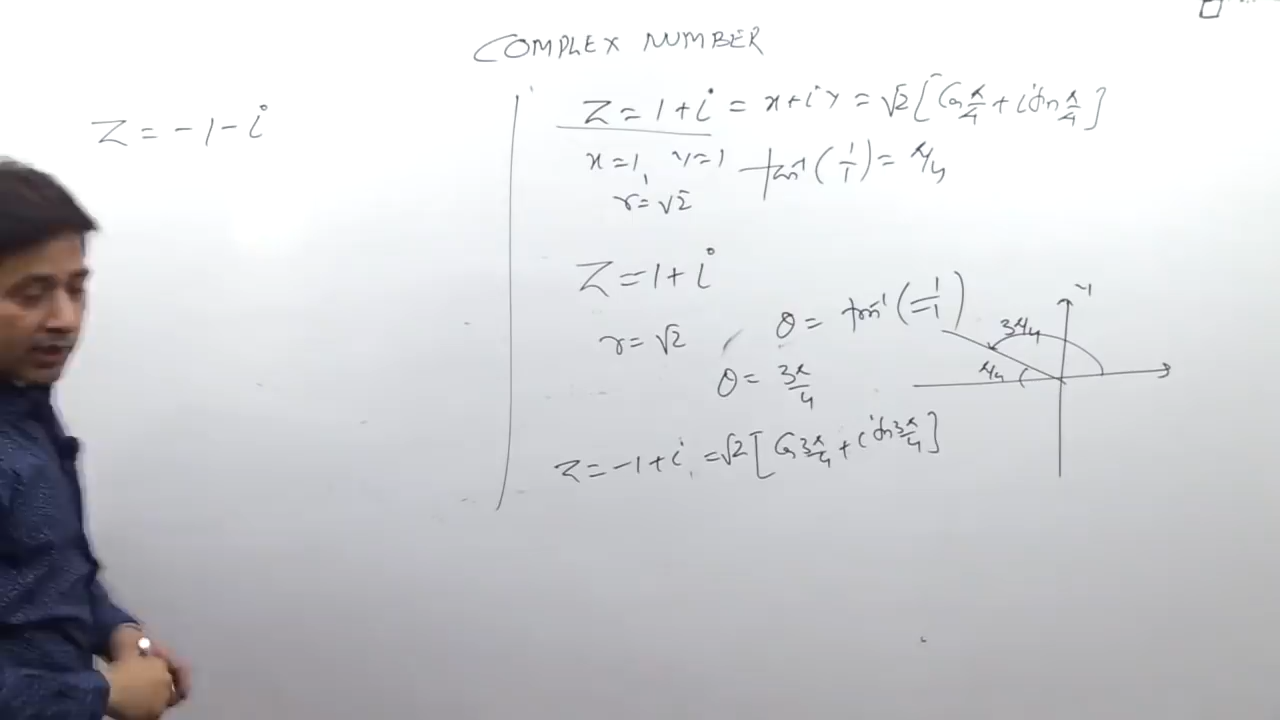 COMPLEX NUMBER
Z = -1 - i
Z = 1 + i = x + i y = √2 [ Cos π/4 + i sin π/4 ]
x = 1, y = 1 tan⁻¹ ( 1/1 ) = π/4
r = √2
Z = 1 + i
r = √2 θ = tan⁻¹ ( 1/-1 )
θ = 3π/4
3π/4
π/4
Z = -1 + i = √2 [ Cos 3π/4 + i sin 3π/4 ]